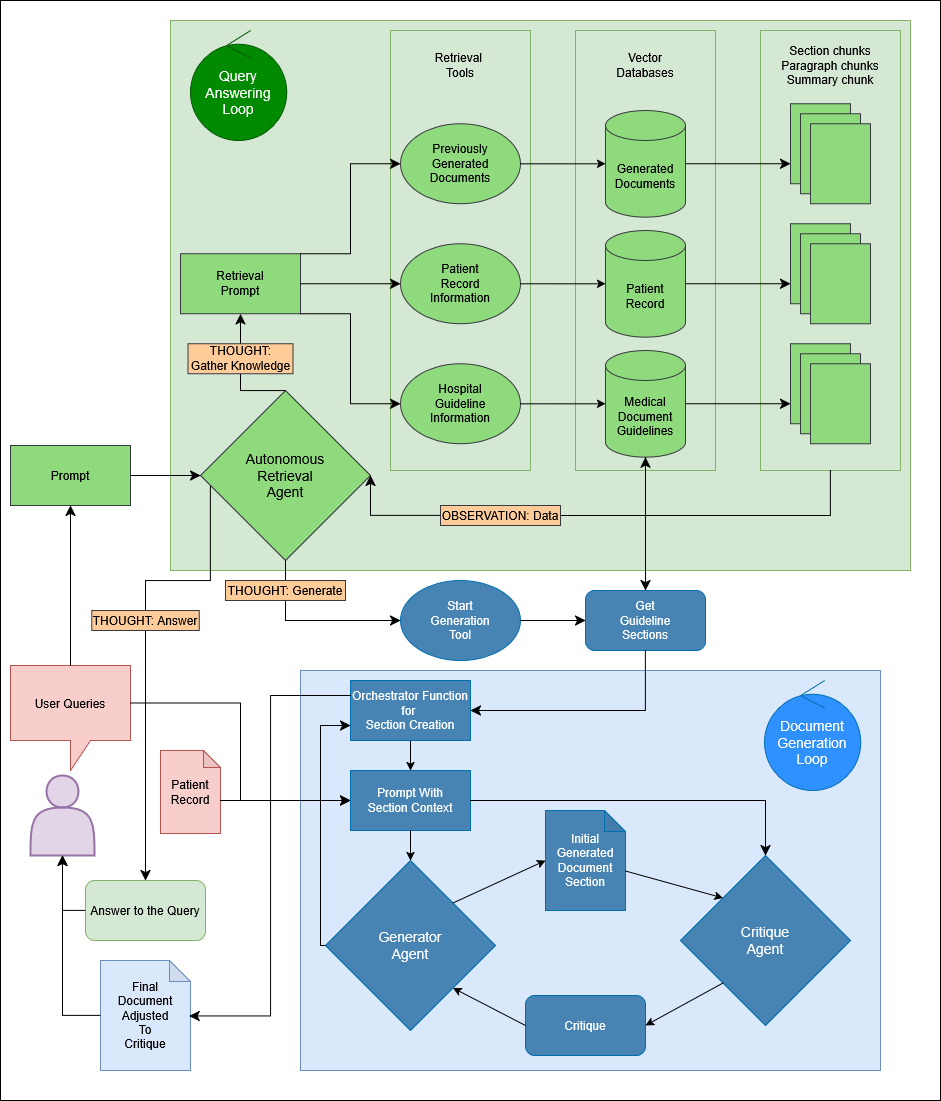 Query
Answering
Loop
Retrieval
Tools
Vector
Databases
Section chunks
Paragraph chunks
Summary chunk
Previously
Generated
Documents
Generated
Documents
Retrieval
Prompt
Patient
Record
Information
Patient
Record
THOUGHT:
Gather Knowledge
Hospital
Guideline
Information
Medical
Document
Guidelines
Prompt
Autonomous
Retrieval
Agent
OBSERVATION: Data
THOUGHT: Generate
THOUGHT: Answer
Start
Generation
Tool
Get
Guideline
Sections
User Queries
Orchestrator Function
for
Section Creation
Document
Generation
Loop
Patient
Record
Prompt With
Section Context
Initial
Generated
Document
Section
Answer to the Query
Generator
Agent
Critique
Agent
Final
Document
Adjusted
To
Critique
Critique